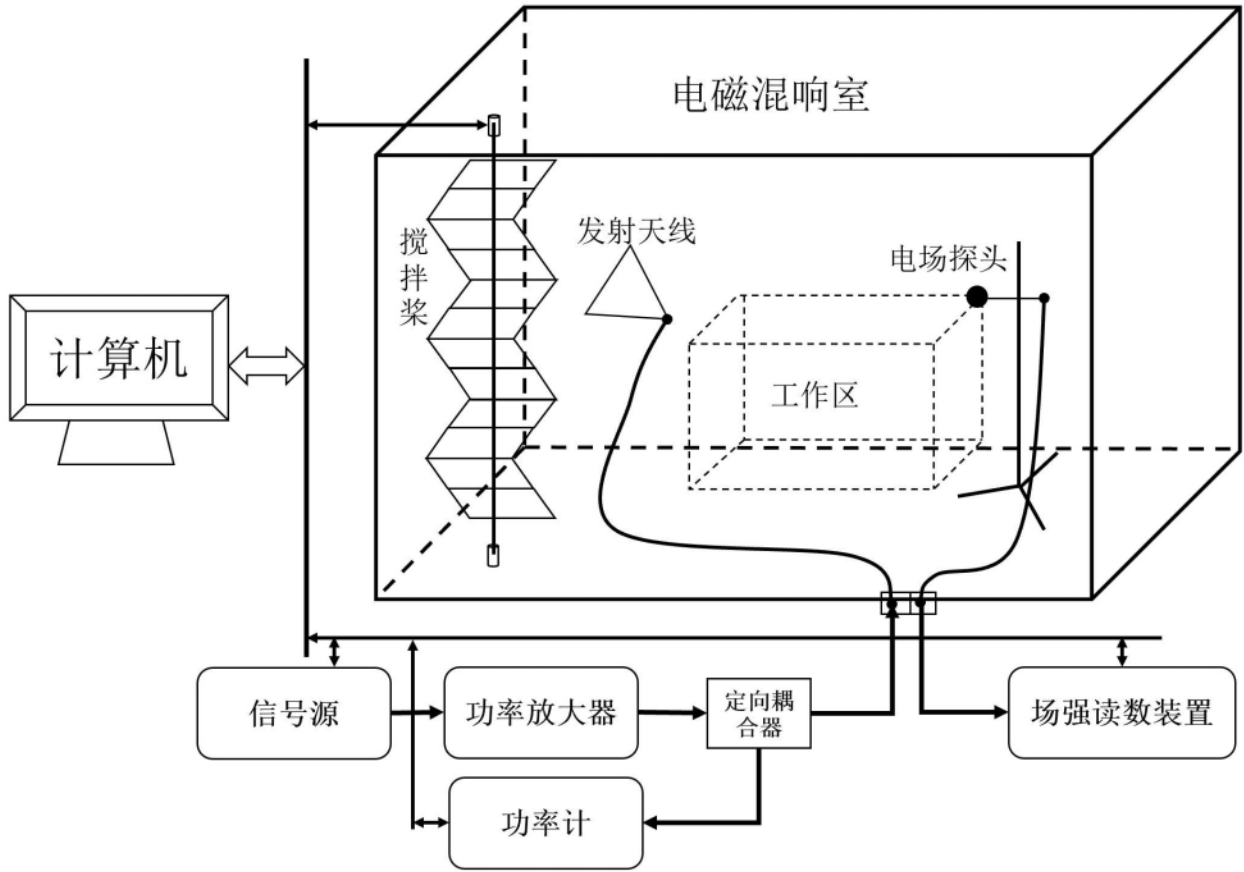 电磁混响室
发射天线
搅
拌
桨
电场探头
计算机
工作区
信号源
功率放大器
定向耦
合器
场强读数装置
功率计